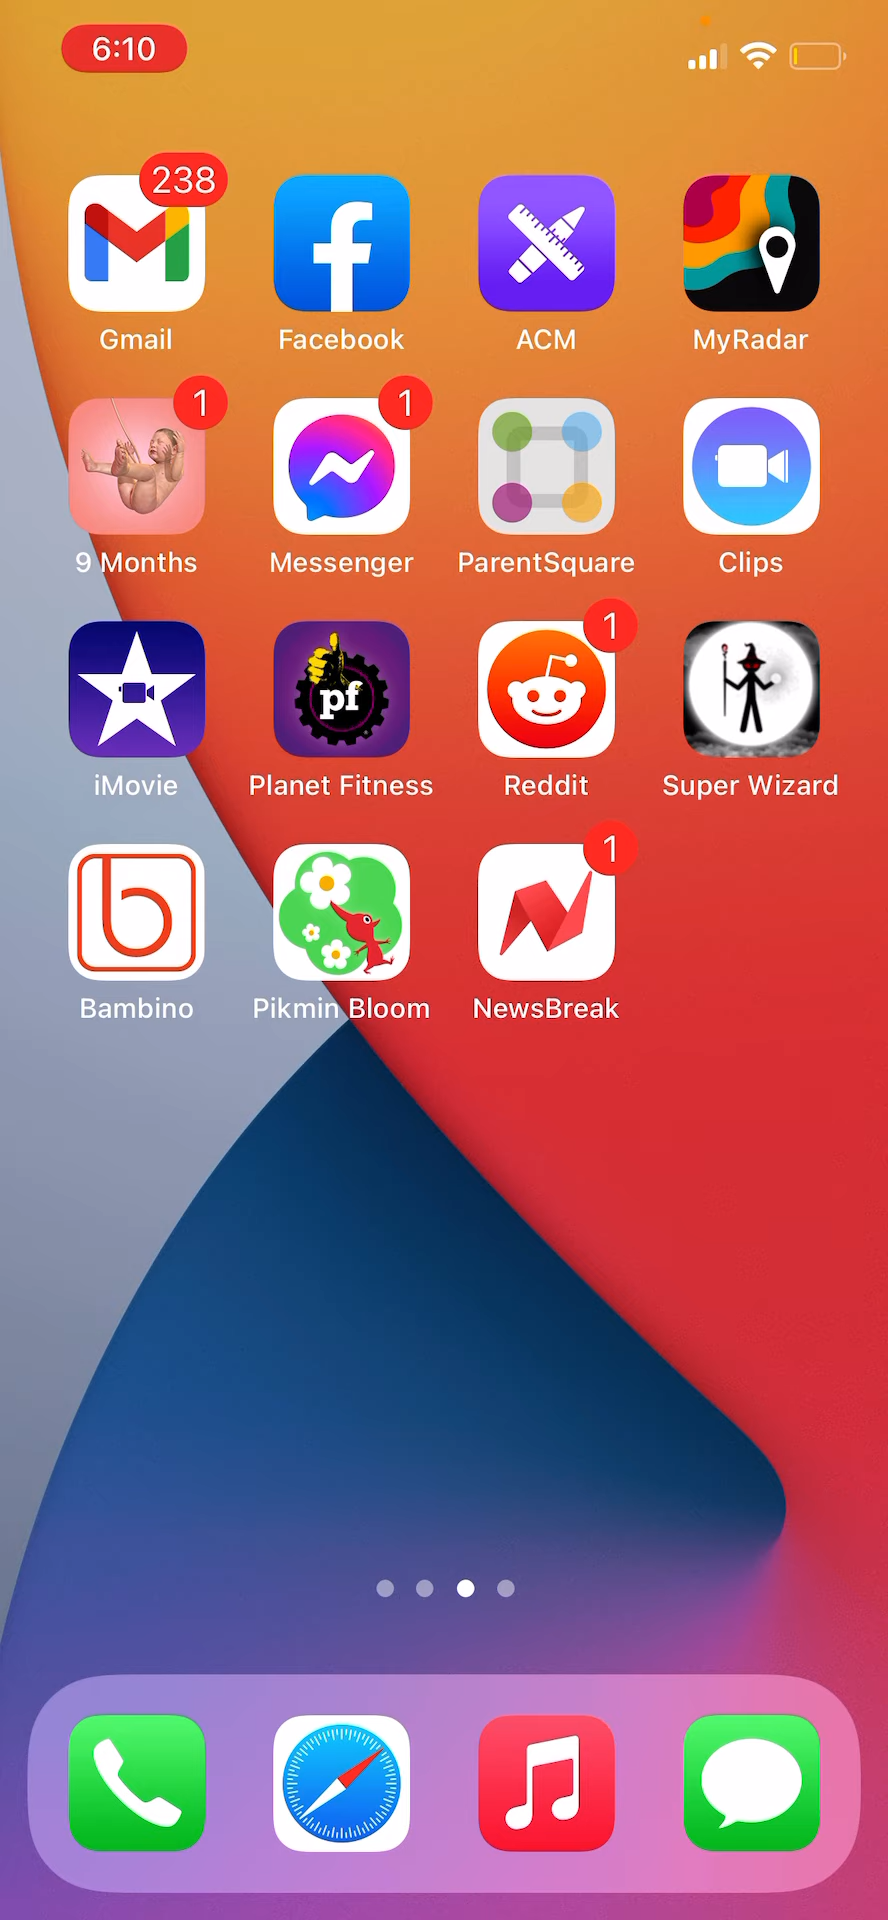 6:10
238
Gmail Facebook ACM MyRadar
1 1
9 Months Messenger ParentSquare Clips
pf 1
iMovie Planet Fitness Reddit Super Wizard
b 1
Bambino Pikmin Bloom NewsBreak